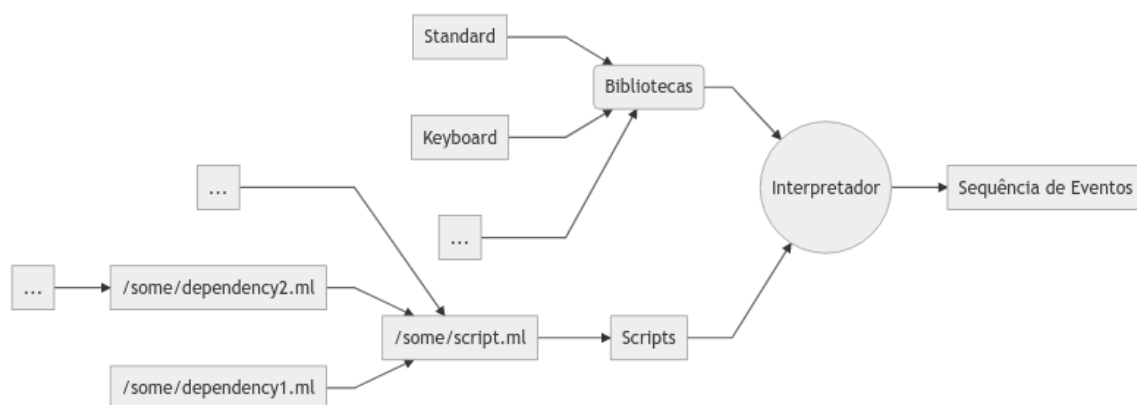 Standard
Bibliotecas
Keyboard
...
Interpretador
Sequência de Eventos
...
...
/some/dependency2.ml
/some/script.ml
Scripts
/some/dependency1.ml